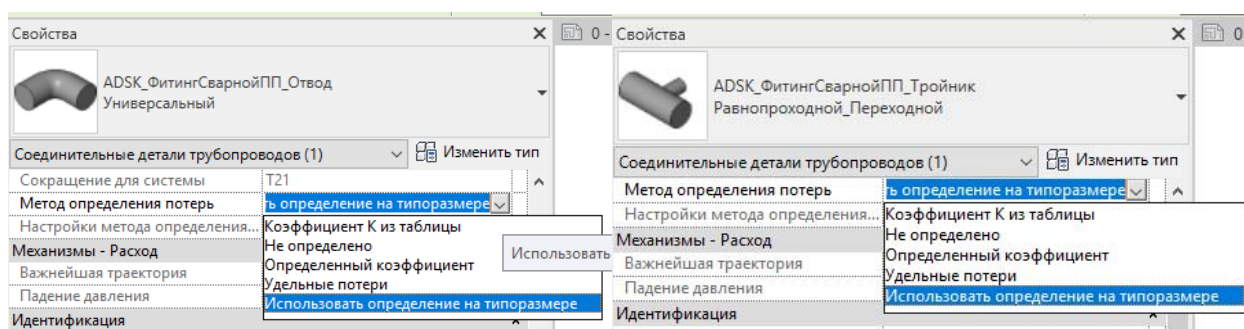 Свойства
0 -
ADSK_ФитингСварнойПП_Отвод
Универсальный
Соединительные детали трубопроводов (1)
Изменить тип
Сокращение для системы
T21
Метод определения потерь
ь определение на типоразмере
Настройки метода определения...
Коэффициент К из таблицы
Не определено
Определенный коэффициент
Удельные потери
Использовать определение на типоразмере
Механизмы - Расход
Использовать
Важнейшая траектория
Падение давления
Идентификация
Свойства
0
ADSK_ФитингСварнойПП_Тройник
Равнопроходной_Переходной
Соединительные детали трубопроводов (1)
Изменить тип
Метод определения потерь
ь определение на типоразмере
Настройки метода определения...
Коэффициент К из таблицы
Не определено
Определенный коэффициент
Удельные потери
Использовать определение на типоразмере
Механизмы - Расход
Важнейшая траектория
Падение давления
Идентификация